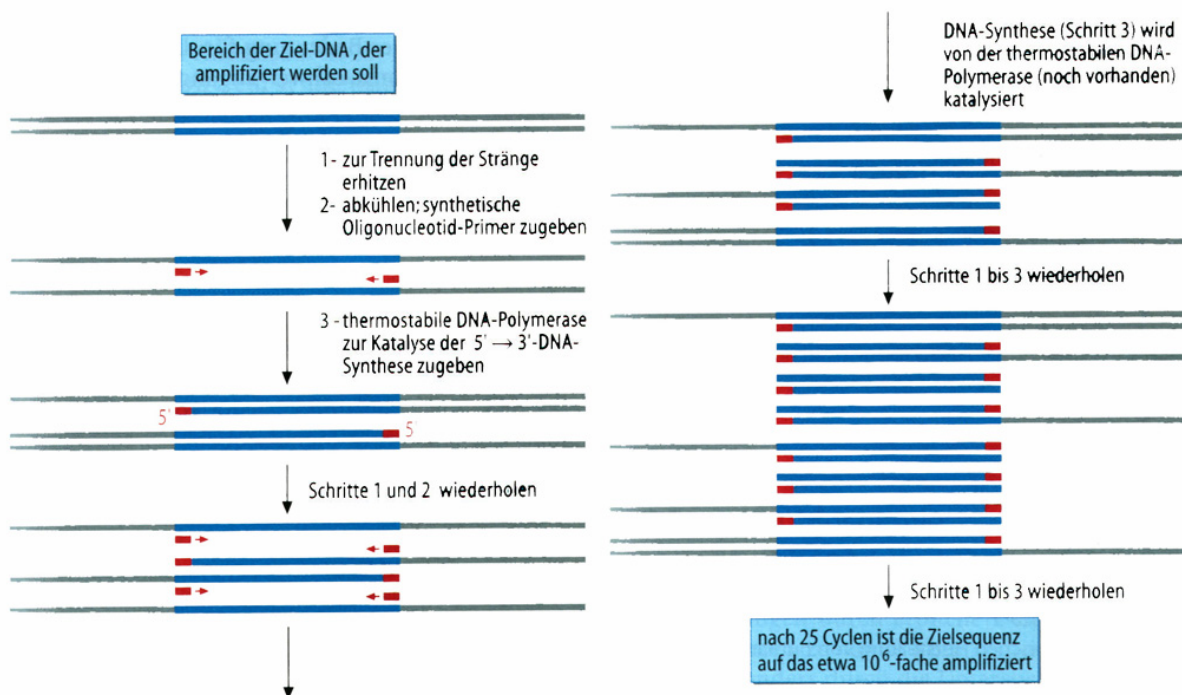 Bereich der Ziel-DNA , der
amplifiziert werden soll
1- zur Trennung der Stränge
erhitzen
2- abkühlen; synthetische
Oligonucleotid-Primer zugeben
3 - thermostabile DNA-Polymerase
zur Katalyse der 5' → 3'-DNA-
Synthese zugeben
5'
5'
Schritte 1 und 2 wiederholen
DNA-Synthese (Schritt 3) wird
von der thermostabilen DNA-
Polymerase (noch vorhanden)
katalysiert
Schritte 1 bis 3 wiederholen
Schritte 1 bis 3 wiederholen
nach 25 Cyclen ist die Zielsequenz
auf das etwa 10⁶-fache amplifiziert